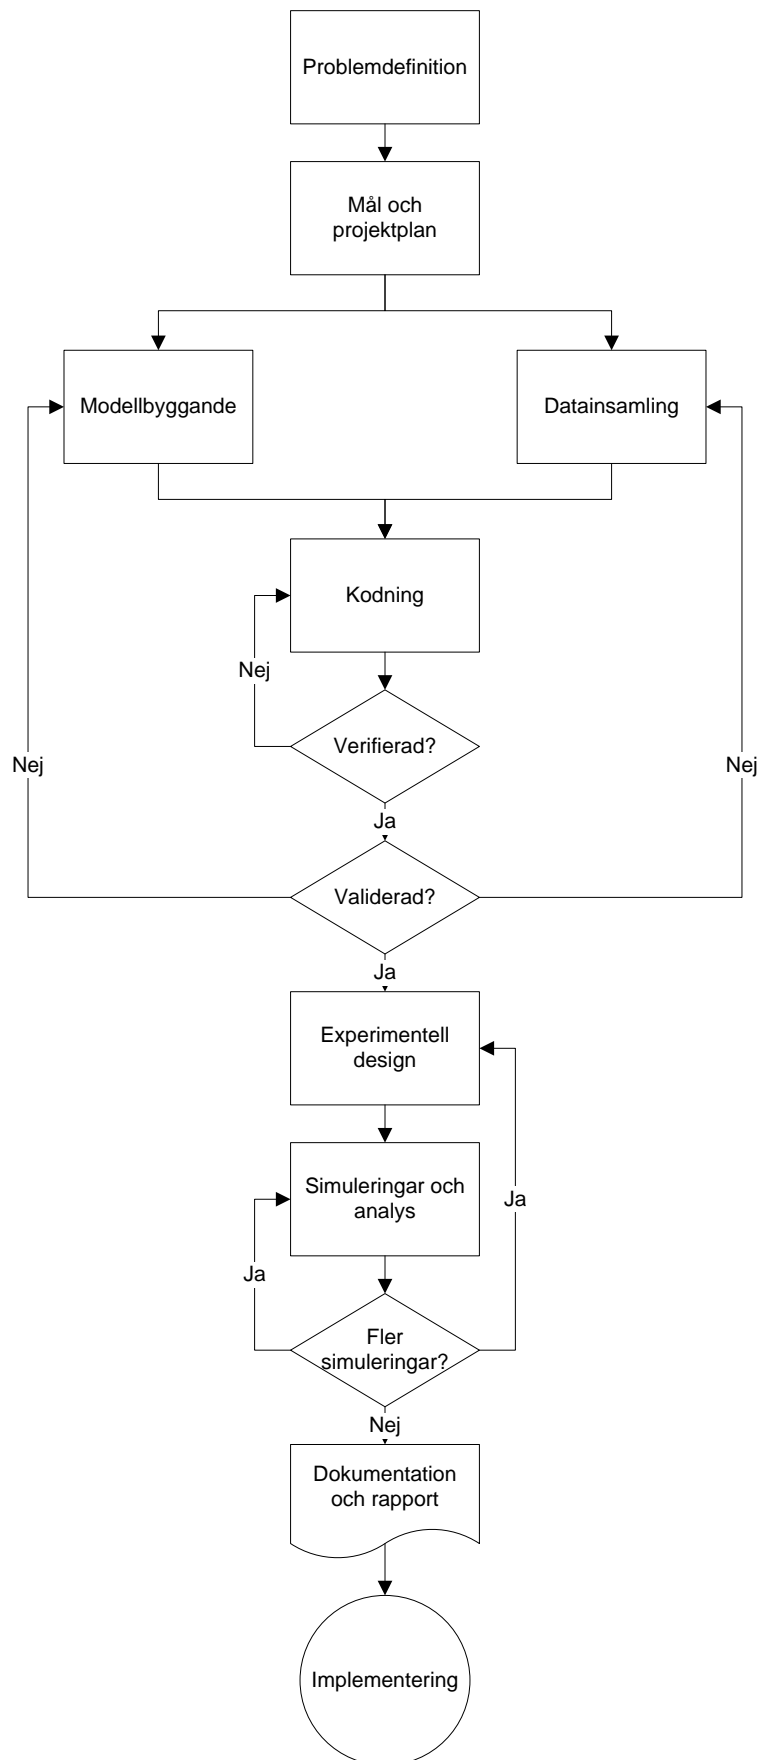 Problemdefinition
Mål och
projektplan
Modellbyggande
Datainsamling
Kodning
Nej
Verifierad?
Nej
Nej
Ja
Validerad?
Ja
Experimentell
design
Simuleringar och
analys
Ja
Ja
Fler
simuleringar?
Nej
Dokumentation
och rapport
Implementering